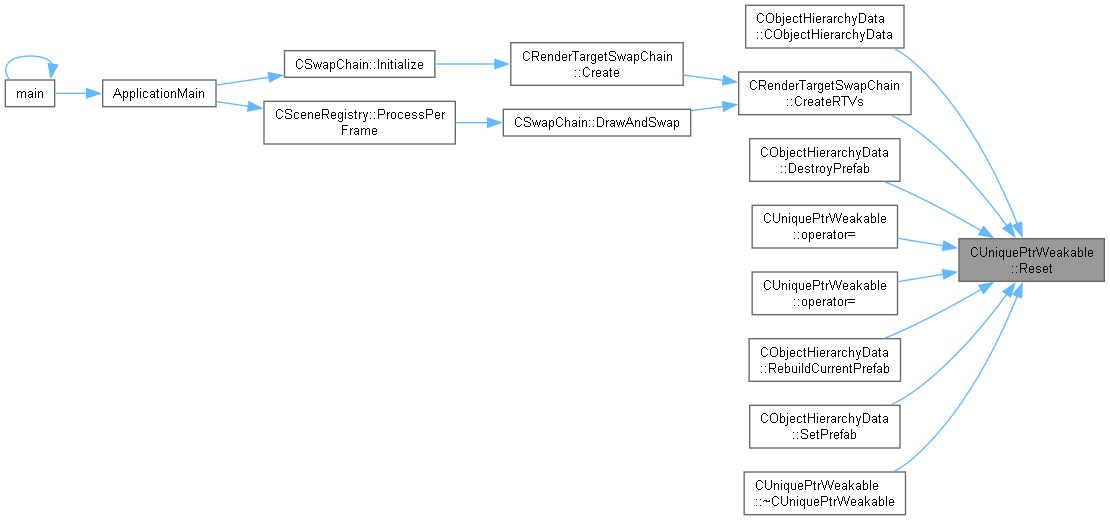 main
ApplicationMain
CSwapChain::Initialize
CSceneRegistry::ProcessPer
Frame
CRenderTargetSwapChain
::Create
CSwapChain::DrawAndSwap
CObjectHierarchyData
::CObjectHierarchyData
CRenderTargetSwapChain
::CreateRTVs
CObjectHierarchyData
::DestroyPrefab
CUniquePtrWeakable
::operator=
CUniquePtrWeakable
::operator=
CObjectHierarchyData
::RebuildCurrentPrefab
CObjectHierarchyData
::SetPrefab
CUniquePtrWeakable
::~CUniquePtrWeakable
CUniquePtrWeakable
::Reset